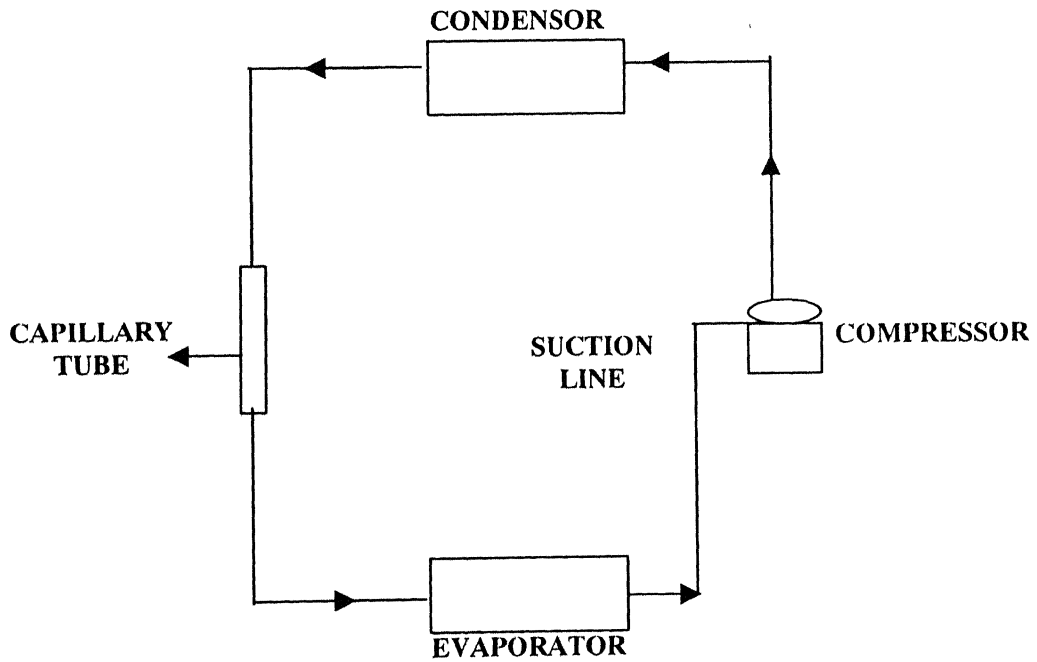 CONDENSOR
CAPILLARY
TUBE
SUCTION
LINE
COMPRESSOR
EVAPORATOR